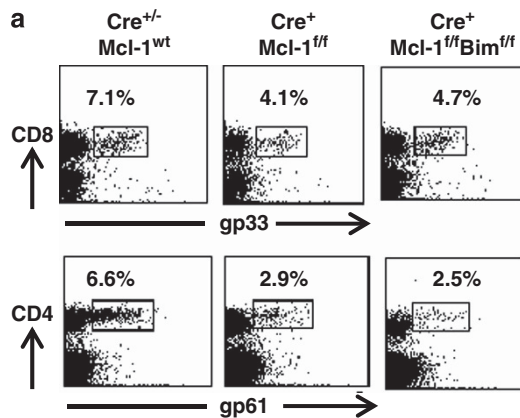 a
Cre+/- Cre+ Cre+
Mcl-1wt Mcl-1f/f Mcl-1f/fBimf/f
7.1% 4.1% 4.7%
CD8
gp33
6.6% 2.9% 2.5%
CD4
gp61